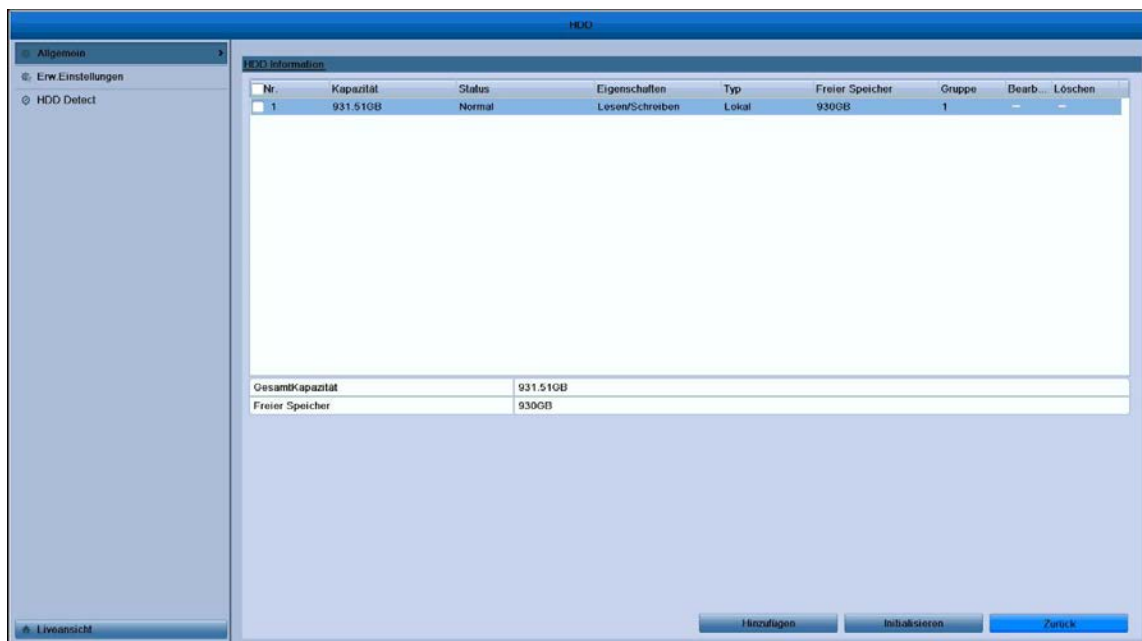 HDD
Allgemein
Erw.Einstellungen
HDD Detect
HDD Information
Nr. Kapazität Status Eigenschaften Typ Freier Speicher Gruppe Bearb... Löschen
1 931.51GB Normal Lesen/Schreiben Lokal 930GB 1 — —
GesamtKapazität 931.51GB
Freier Speicher 930GB
Hinzufügen Initialisieren Zurück
Liveansicht